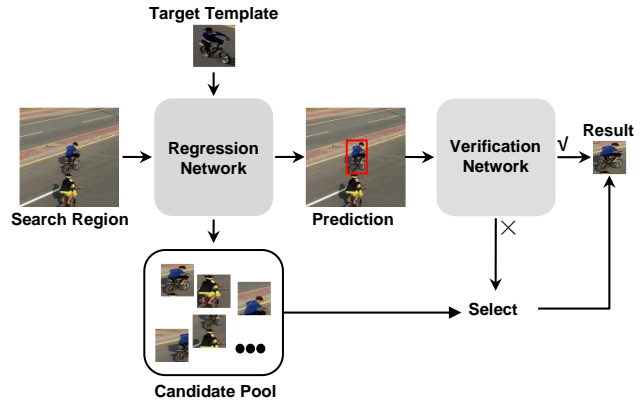 Target Template
Regression
Network
Verification
Network
√
Result
Search Region
Prediction
×
Select
Candidate Pool